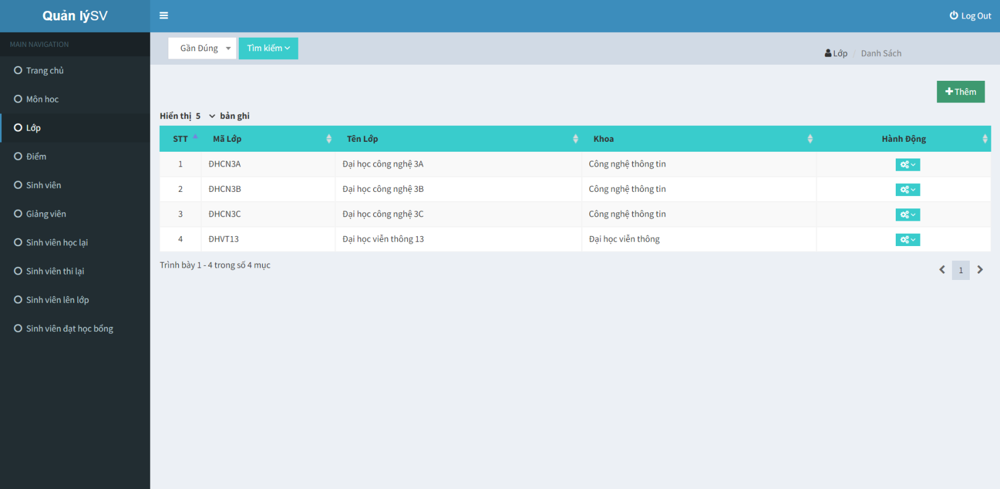 Quản lýSV
Log Out
MAIN NAVIGATION
Trang chủ
Môn học
Lớp
Điểm
Sinh viên
Giảng viên
Sinh viên học lại
Sinh viên thi lại
Sinh viên lên lớp
Sinh viên đạt học bổng
Gần Đúng Tìm kiếm
Lớp / Danh Sách
Thêm
Hiển thị 5 bản ghi
STT Mã Lớp Tên Lớp Khoa Hành Động
1 ĐHCN3A Đại học công nghệ 3A Công nghệ thông tin
2 ĐHCN3B Đại học công nghệ 3B Công nghệ thông tin
3 ĐHCN3C Đại học công nghệ 3C Công nghệ thông tin
4 ĐHVT13 Đại học viễn thông 13 Đại học viễn thông
Trình bày 1 - 4 trong số 4 mục
1